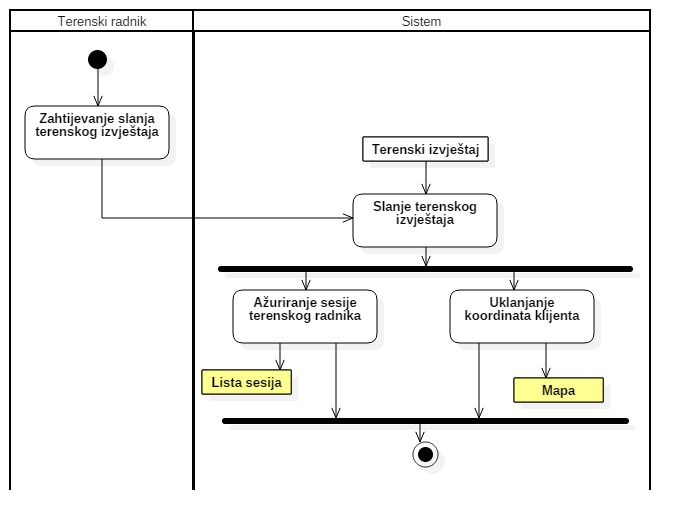 Terenski radnik
Sistem
Zahtijevanje slanja
terenskog izvještaja
Terenski izvještaj
Slanje terenskog
izvještaja
Ažuriranje sesije
terenskog radnika
Uklanjanje
koordinata klijenta
Lista sesija
Mapa